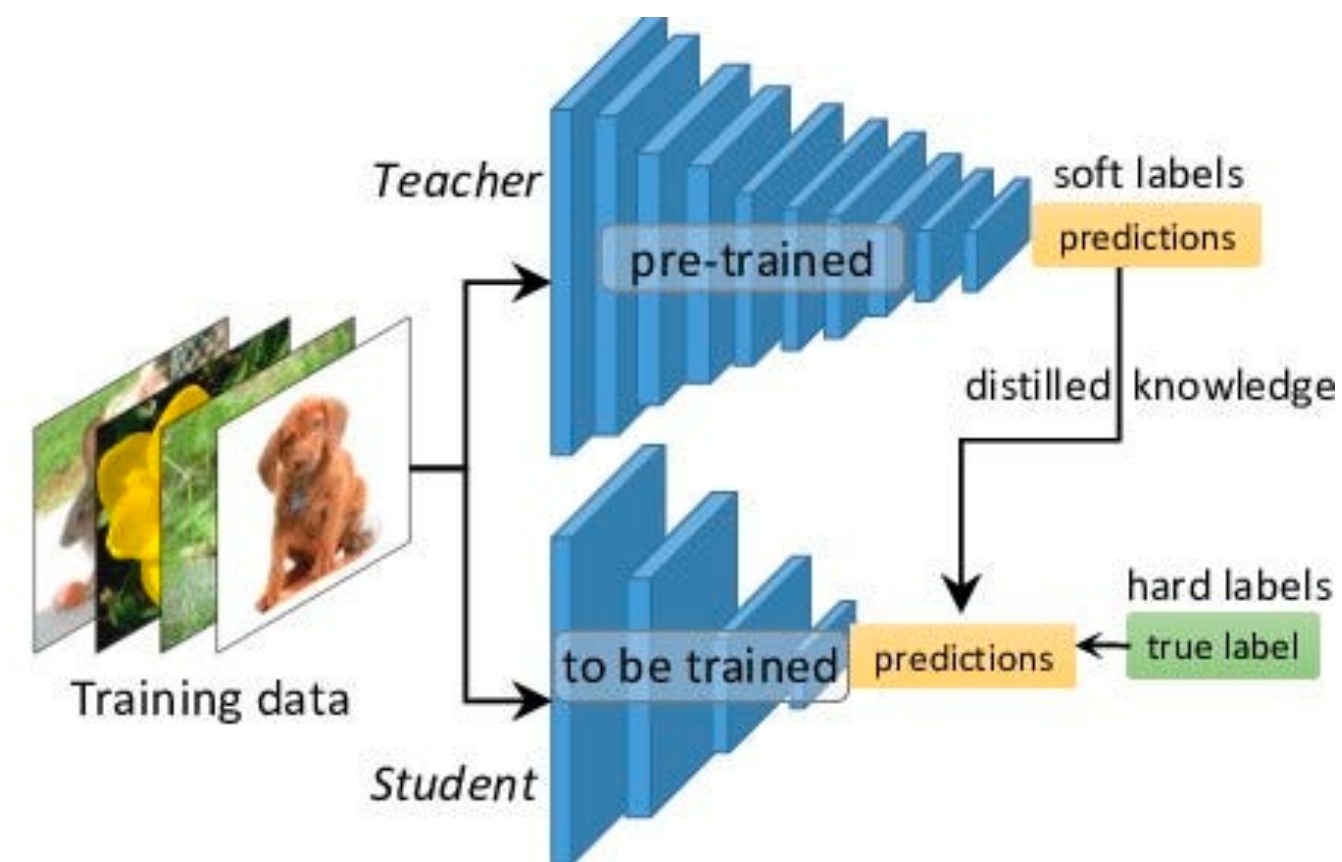 Teacher
soft labels
predictions
pre-trained
distilled knowledge
hard labels
true label
to be trained
predictions
Training data
Student